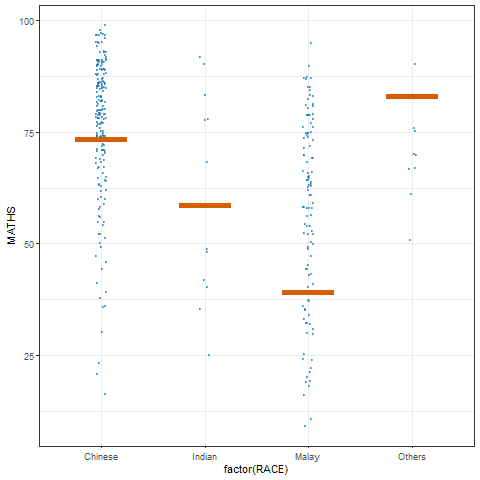 100
75
50
25
MATHS
Chinese
Indian
Malay
Others
factor(RACE)